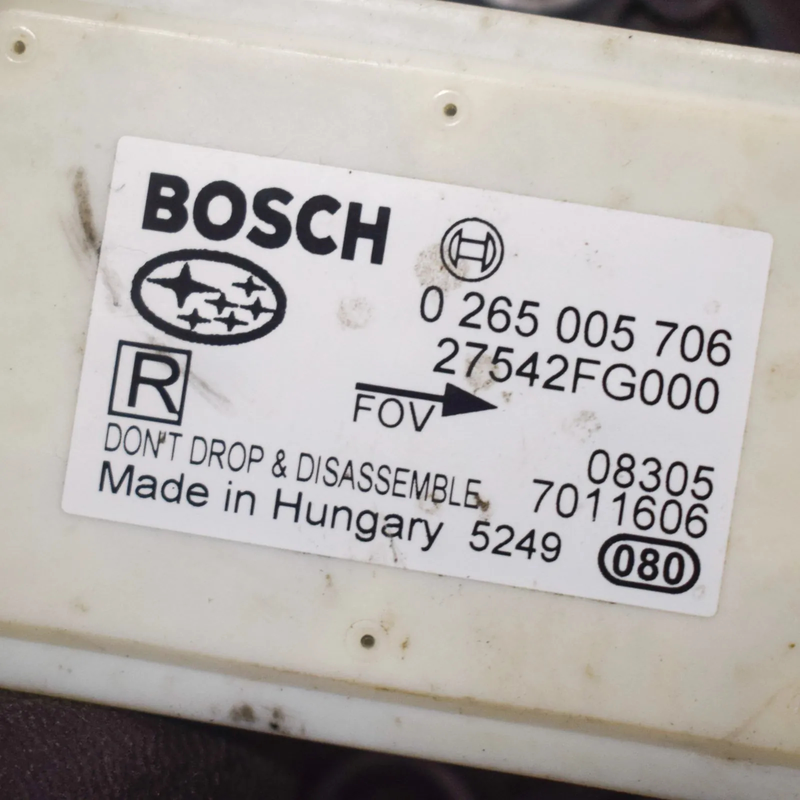 BOSCH
0 265 005 706
27542FG000
R
FOV
DON'T DROP & DISASSEMBLE
08305
7011606
Made in Hungary 5249
080